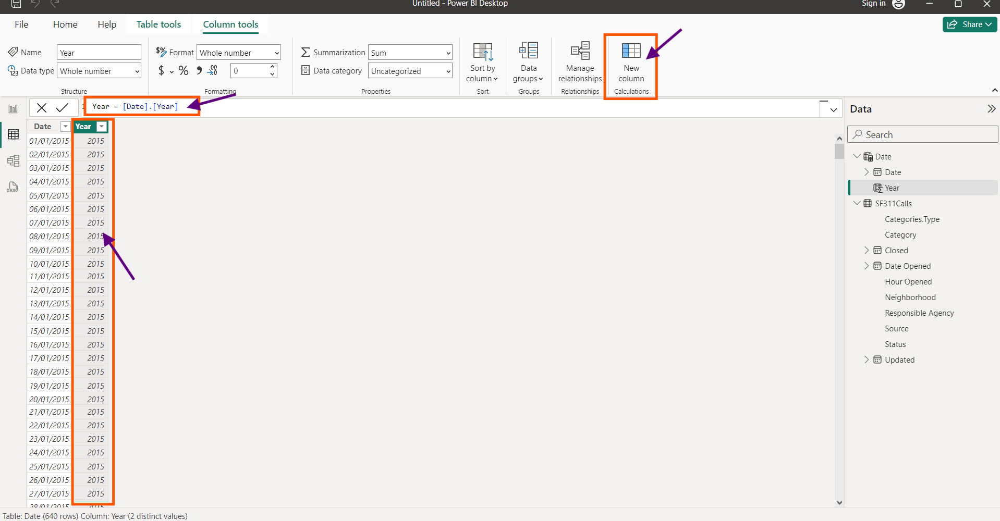 Untitled - Power BI Desktop
Sign in
File Home Help Table tools Column tools
Share
Name Year
Data type Whole number
Structure
Format Whole number
$ % 0
Formatting
Summarization Sum
Data category Uncategorized
Properties
Sort by
column
Sort
Data
groups
Groups
Manage
relationships
Relationships
New
column
Calculations
Year = [Date].[Year]
Date Year
01/01/2015 2015
02/01/2015 2015
03/01/2015 2015
04/01/2015 2015
05/01/2015 2015
06/01/2015 2015
07/01/2015 2015
08/01/2015 2015
09/01/2015 2015
10/01/2015 2015
11/01/2015 2015
12/01/2015 2015
13/01/2015 2015
14/01/2015 2015
15/01/2015 2015
16/01/2015 2015
17/01/2015 2015
18/01/2015 2015
19/01/2015 2015
20/01/2015 2015
21/01/2015 2015
22/01/2015 2015
23/01/2015 2015
24/01/2015 2015
25/01/2015 2015
26/01/2015 2015
27/01/2015 2015
28/01/2015 2015
Data
Search
Date
Date
Year
SF311Calls
Categories.Type
Category
Closed
Date Opened
Hour Opened
Neighborhood
Responsible Agency
Source
Status
Updated
Table: Date (640 rows) Column: Year (2 distinct values)